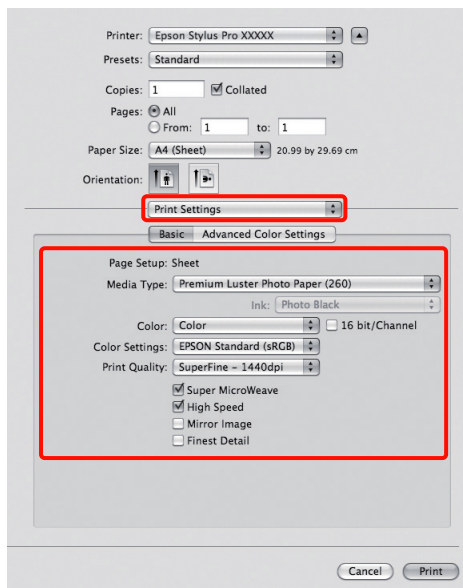 Printer: Epson Stylus Pro XXXXX
Presets: Standard
Copies: 1 Collated
Pages: All
From: 1 to: 1
Paper Size: A4 (Sheet) 20.99 by 29.69 cm
Orientation:
Print Settings
Basic Advanced Color Settings
Page Setup: Sheet
Media Type: Premium Luster Photo Paper (260)
Ink: Photo Black
Color: Color 16 bit/Channel
Color Settings: EPSON Standard (sRGB)
Print Quality: SuperFine – 1440dpi
Super MicroWeave
High Speed
Mirror Image
Finest Detail
Cancel Print